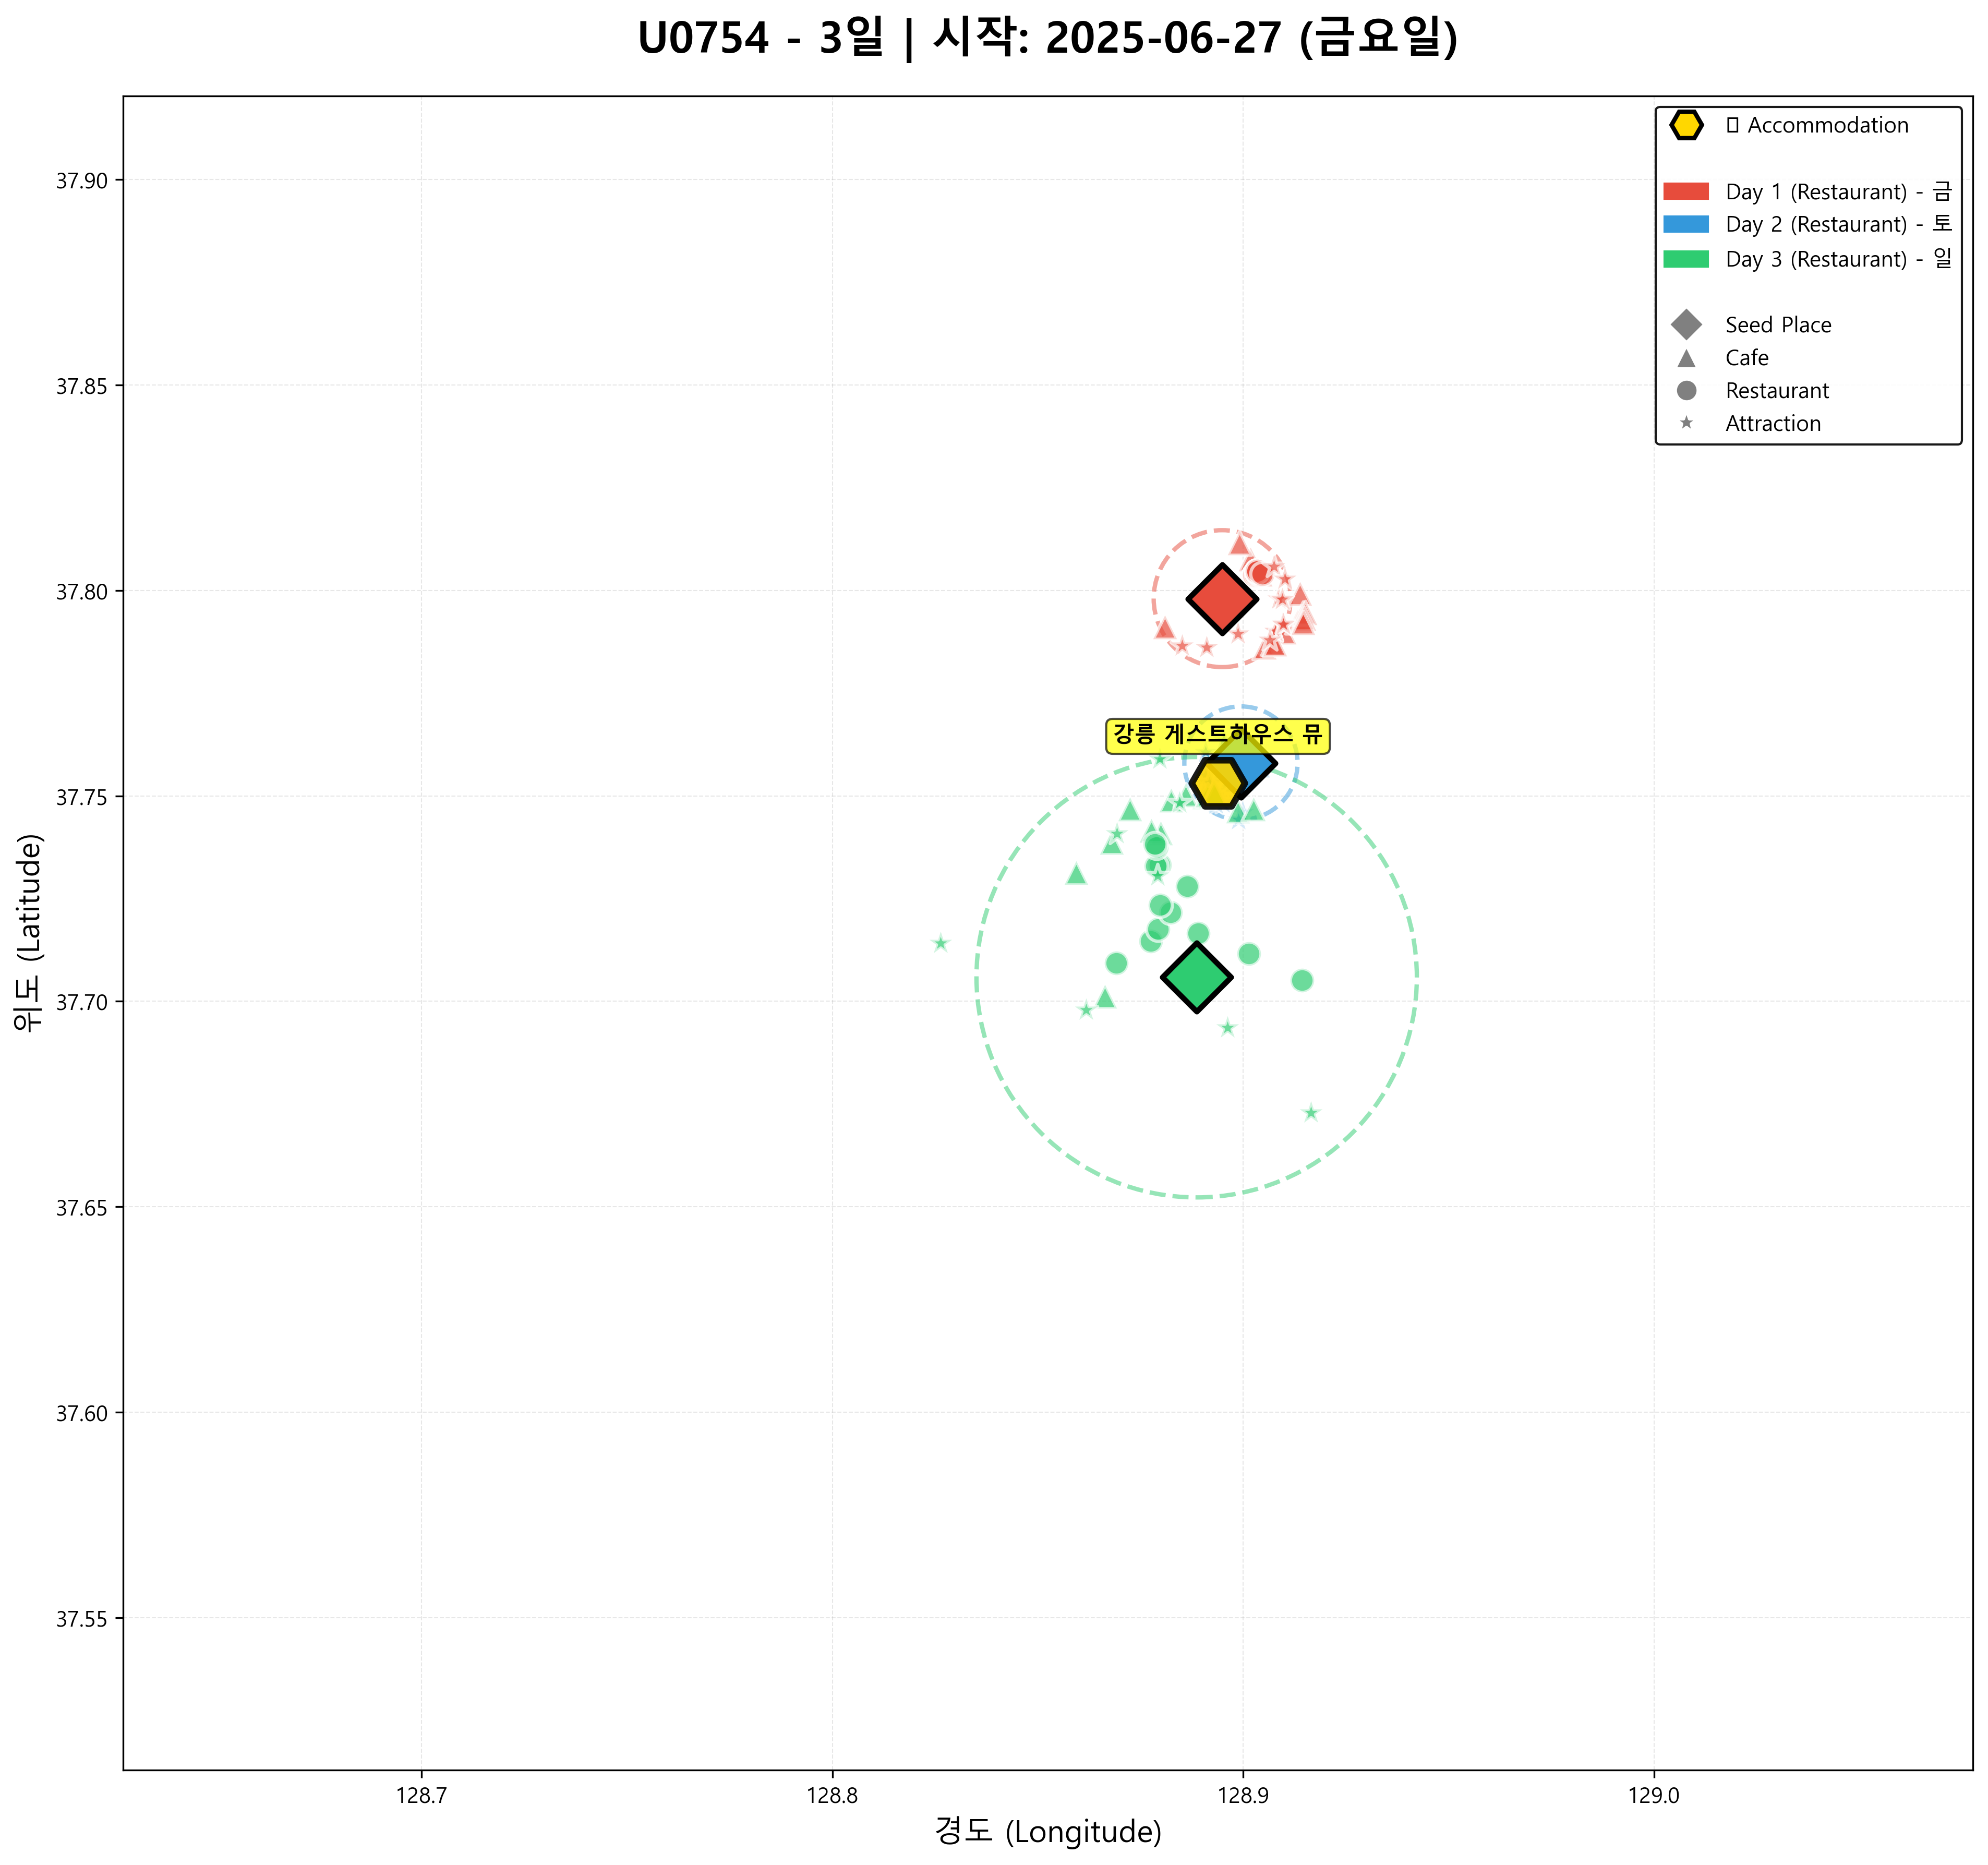 U0754 - 3일 | 시작: 2025-06-27 (금요일)
Accommodation
Day 1 (Restaurant) - 금
Day 2 (Restaurant) - 토
Day 3 (Restaurant) - 일
Seed Place
Cafe
Restaurant
Attraction
위도 (Latitude)
37.90
37.85
37.80
37.75
37.70
37.65
37.60
37.55
강릉 게스트하우스 뮤
128.7
128.8
128.9
129.0
경도 (Longitude)